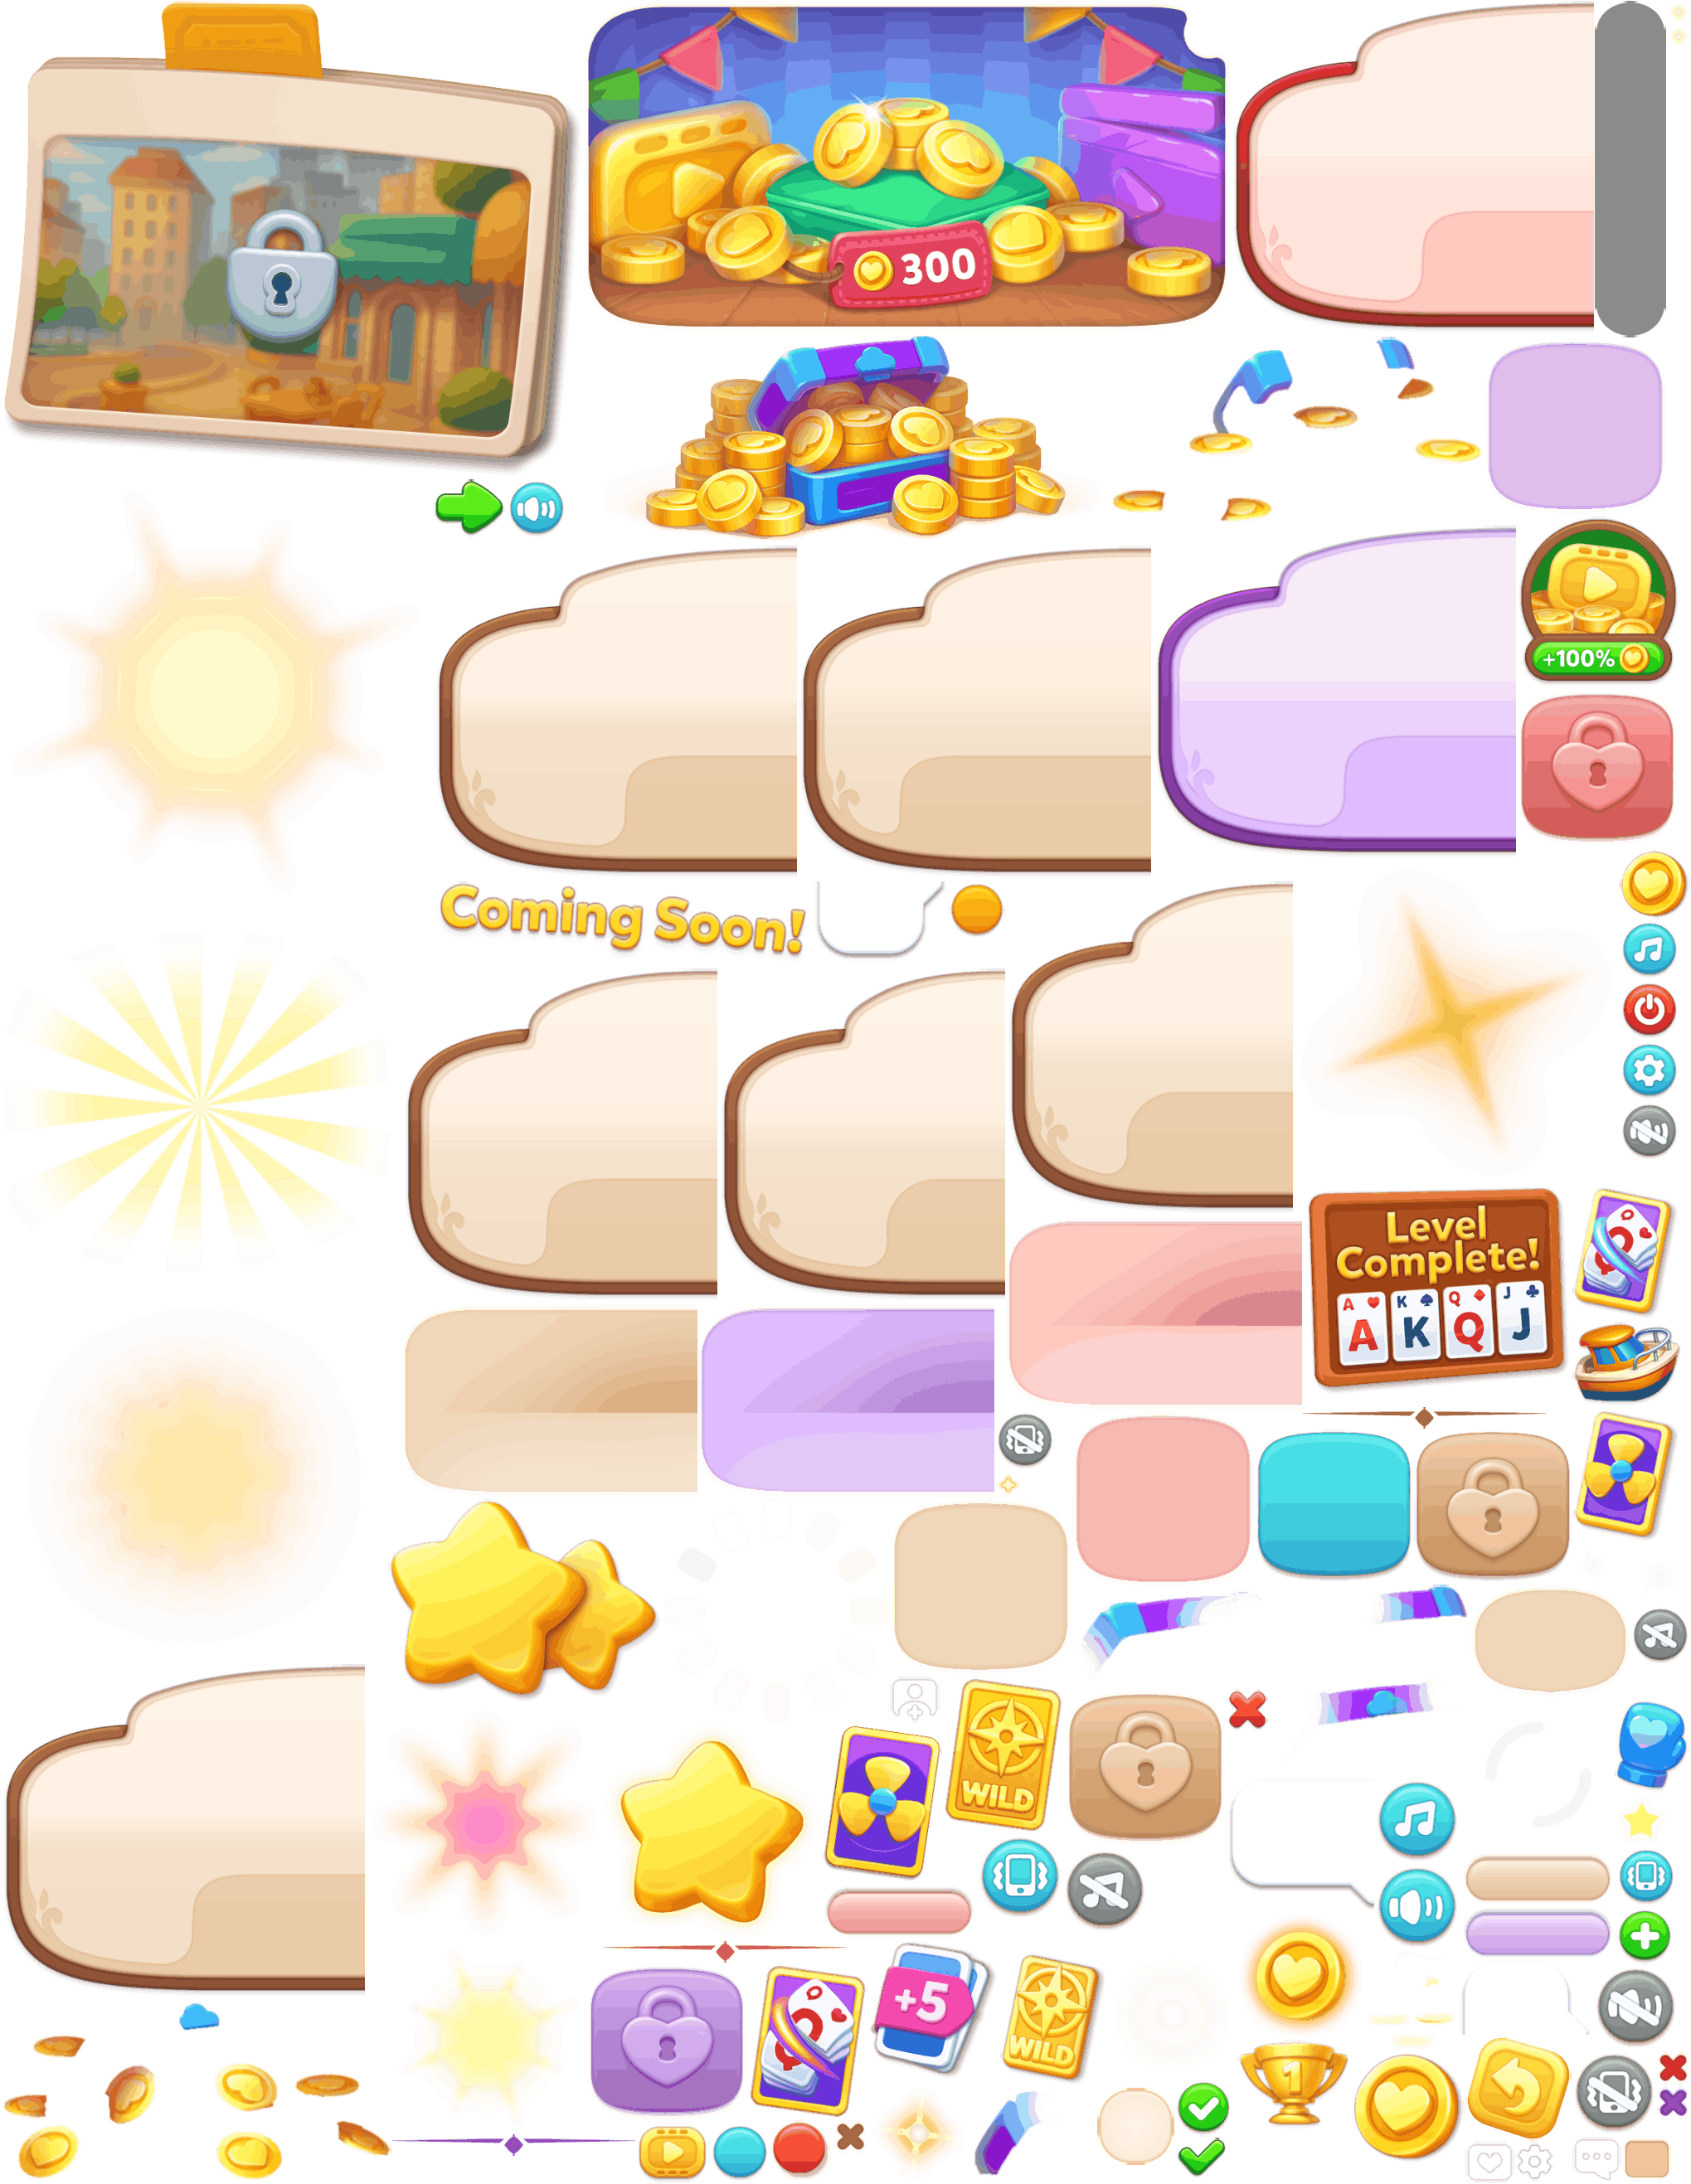 300
+100%
Coming Soon!
Level
Complete!
A K Q J
A K Q J
Q
WILD
Q
+5
WILD
1